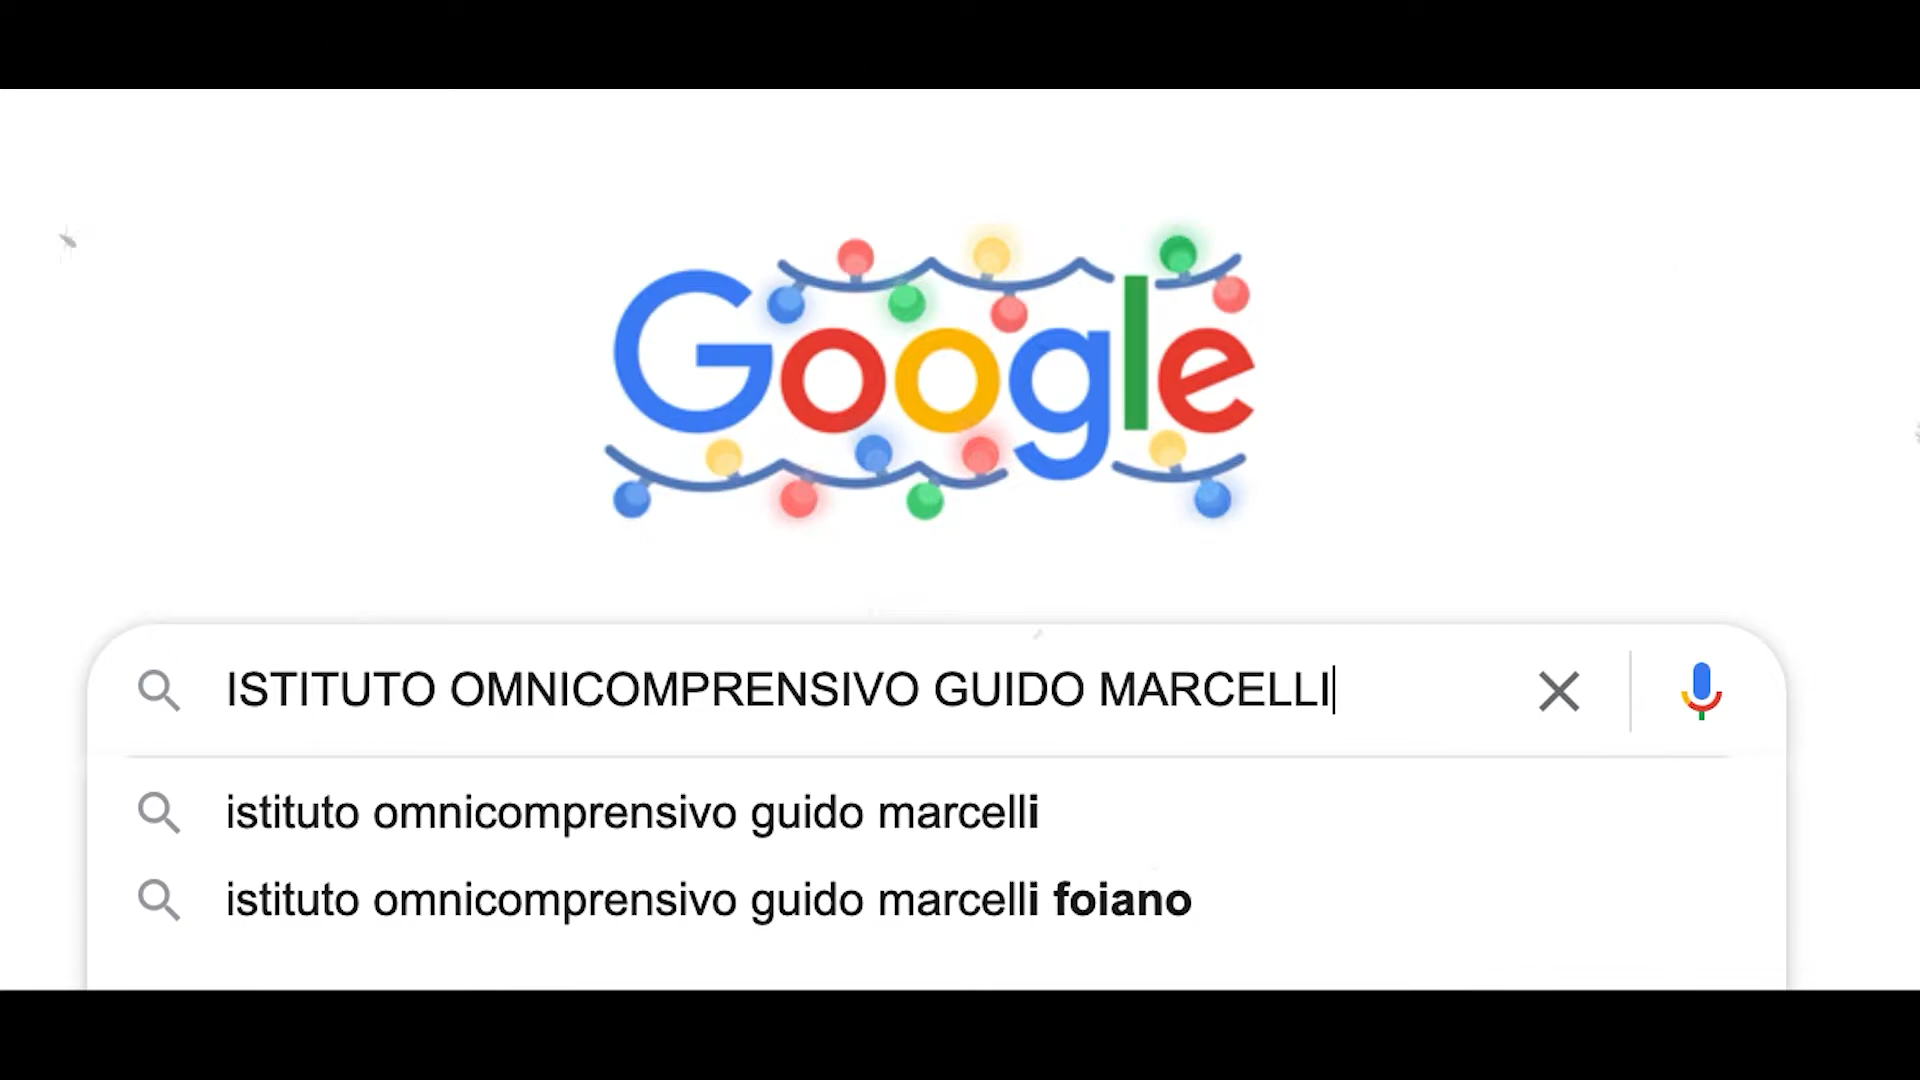 Google
ISTITUTO OMNICOMPRENSIVO GUIDO MARCELLI
istituto omnicomprensivo guido marcelli
istituto omnicomprensivo guido marcelli foiano